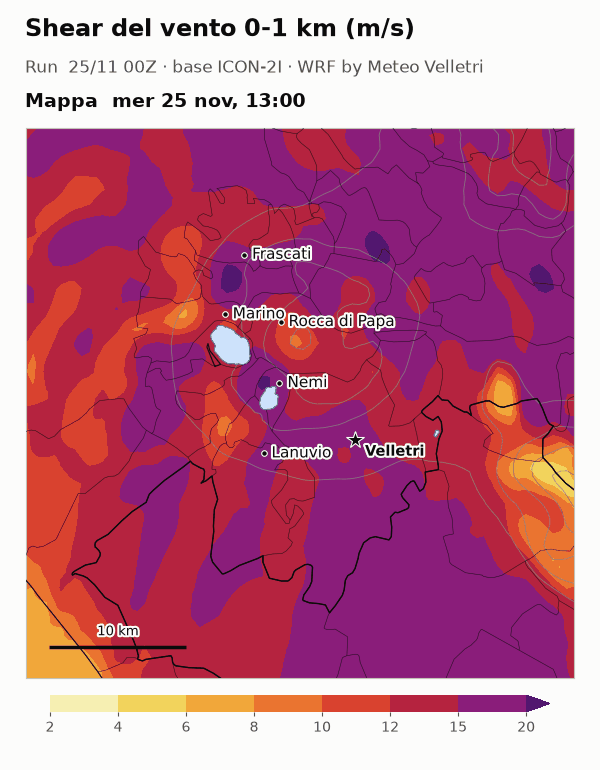 Shear del vento 0-1 km (m/s)
Run  25/11 00Z · base ICON-2I · WRF by Meteo Velletri
Mappa  mer 25 nov, 13:00
Frascati
Marino
Rocca di Papa
Nemi
Velletri
Lanuvio
10 km
2 4 6 8 10 12 15 20